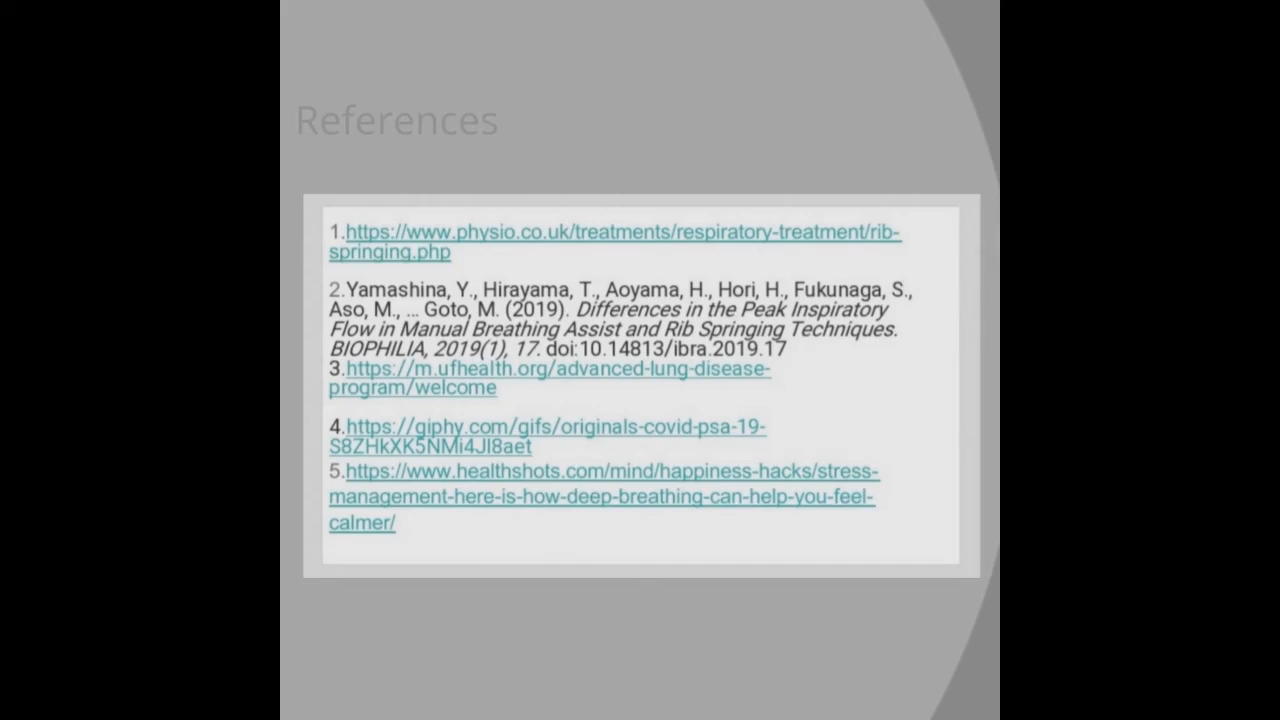 References
1.https://www.physio.co.uk/treatments/respiratory-treatment/rib-
springing.php
2.Yamashina, Y., Hirayama, T., Aoyama, H., Hori, H., Fukunaga, S.,
Aso, M., … Goto, M. (2019). Differences in the Peak Inspiratory
Flow in Manual Breathing Assist and Rib Springing Techniques.
BIOPHILIA, 2019(1), 17. doi:10.14813/ibra.2019.17
3.https://m.ufhealth.org/advanced-lung-disease-
program/welcome
4.https://giphy.com/gifs/originals-covid-psa-19-
S8ZHkXK5NMi4Jl8aet
5.https://www.healthshots.com/mind/happiness-hacks/stress-
management-here-is-how-deep-breathing-can-help-you-feel-
calmer/